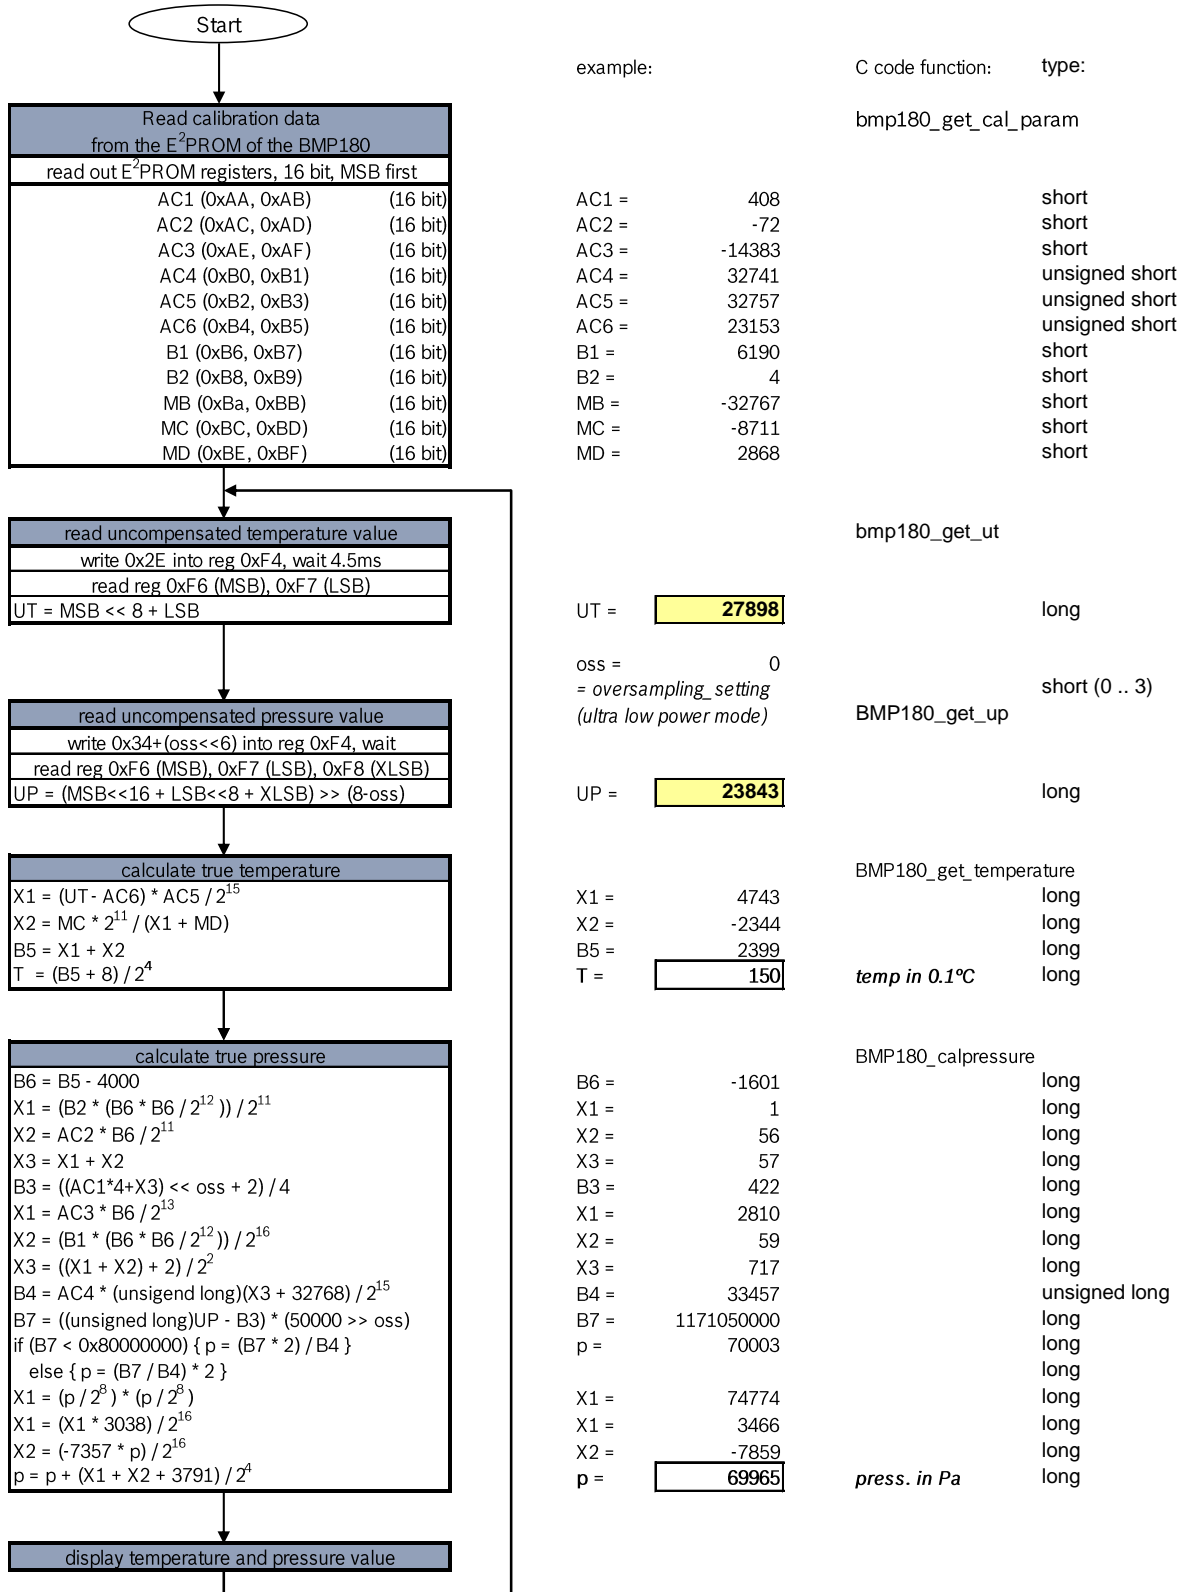 Start
example: C code function: type:
Read calibration data
from the E²PROM of the BMP180
bmp180_get_cal_param
read out E²PROM registers, 16 bit, MSB first
AC1 (0xAA, 0xAB) (16 bit) AC1 = 408 short
AC2 (0xAC, 0xAD) (16 bit) AC2 = -72 short
AC3 (0xAE, 0xAF) (16 bit) AC3 = -14383 short
AC4 (0xB0, 0xB1) (16 bit) AC4 = 32741 unsigned short
AC5 (0xB2, 0xB3) (16 bit) AC5 = 32757 unsigned short
AC6 (0xB4, 0xB5) (16 bit) AC6 = 23153 unsigned short
B1 (0xB6, 0xB7) (16 bit) B1 = 6190 short
B2 (0xB8, 0xB9) (16 bit) B2 = 4 short
MB (0xBa, 0xBB) (16 bit) MB = -32767 short
MC (0xBC, 0xBD) (16 bit) MC = -8711 short
MD (0xBE, 0xBF) (16 bit) MD = 2868 short
read uncompensated temperature value bmp180_get_ut
write 0x2E into reg 0xF4, wait 4.5ms
read reg 0xF6 (MSB), 0xF7 (LSB)
UT = MSB << 8 + LSB UT = 27898 long
oss = 0
= oversampling_setting short (0 .. 3)
read uncompensated pressure value (ultra low power mode) BMP180_get_up
write 0x34+(oss<<6) into reg 0xF4, wait
read reg 0xF6 (MSB), 0xF7 (LSB), 0xF8 (XLSB)
UP = (MSB<<16 + LSB<<8 + XLSB) >> (8-oss) UP = 23843 long
calculate true temperature BMP180_get_temperature
X1 = (UT - AC6) * AC5 / 2¹⁵ X1 = 4743 long
X2 = MC * 2¹¹ / (X1 + MD) X2 = -2344 long
B5 = X1 + X2 B5 = 2399 long
T = (B5 + 8) / 2⁴ T = 150 temp in 0.1ºC long
calculate true pressure BMP180_calpressure
B6 = B5 - 4000 B6 = -1601 long
X1 = (B2 * (B6 * B6 / 2¹² )) / 2¹¹ X1 = 1 long
X2 = AC2 * B6 / 2¹¹ X2 = 56 long
X3 = X1 + X2 X3 = 57 long
B3 = ((AC1*4+X3) << oss + 2) / 4 B3 = 422 long
X1 = AC3 * B6 / 2¹³ X1 = 2810 long
X2 = (B1 * (B6 * B6 / 2¹² )) / 2¹⁶ X2 = 59 long
X3 = ((X1 + X2) + 2) / 2² X3 = 717 long
B4 = AC4 * (unsigend long)(X3 + 32768) / 2¹⁵ B4 = 33457 unsigned long
B7 = ((unsigned long)UP - B3) * (50000 >> oss) B7 = 1171050000 long
if (B7 < 0x80000000) { p = (B7 * 2) / B4 } p = 70003 long
else { p = (B7 / B4) * 2 } long
X1 = (p / 2⁸ ) * (p / 2⁸ ) X1 = 74774 long
X1 = (X1 * 3038) / 2¹⁶ X1 = 3466 long
X2 = (-7357 * p) / 2¹⁶ X2 = -7859 long
p = p + (X1 + X2 + 3791) / 2⁴ p = 69965 press. in Pa long
display temperature and pressure value